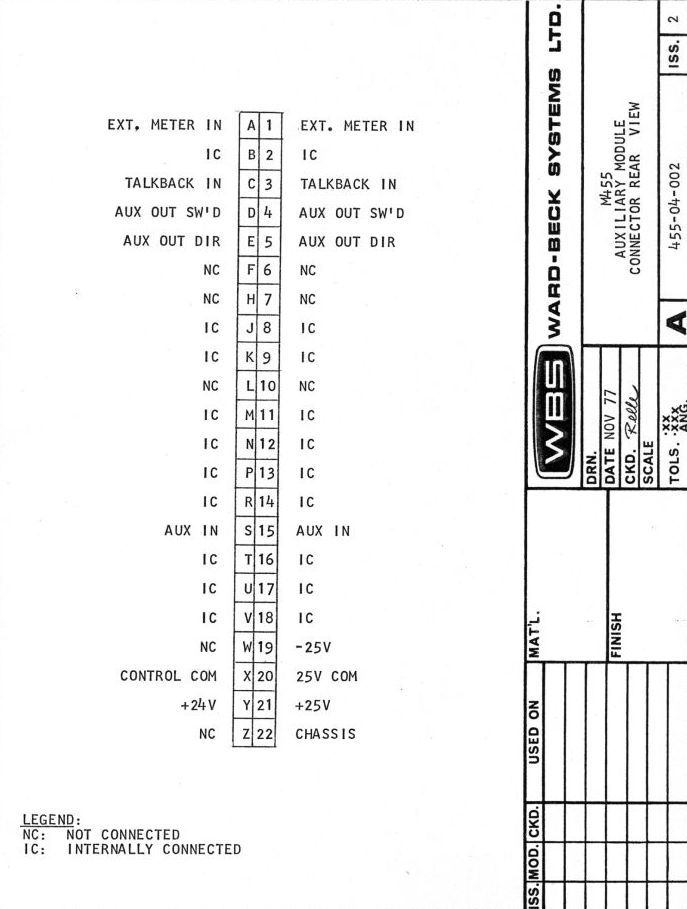 EXT. METER IN A 1 EXT. METER IN
IC B 2 IC
TALKBACK IN C 3 TALKBACK IN
AUX OUT SW'D D 4 AUX OUT SW'D
AUX OUT DIR E 5 AUX OUT DIR
NC F 6 NC
NC H 7 NC
IC J 8 IC
IC K 9 IC
NC L 10 NC
IC M 11 IC
IC N 12 IC
IC P 13 IC
IC R 14 IC
AUX IN S 15 AUX IN
IC T 16 IC
IC U 17 IC
IC V 18 IC
NC W 19 -25V
CONTROL COM X 20 25V COM
+24V Y 21 +25V
NC Z 22 CHASSIS
LEGEND:
NC: NOT CONNECTED
IC: INTERNALLY CONNECTED
WBS WARD-BECK SYSTEMS LTD.
M455
AUXILIARY MODULE
CONNECTOR REAR VIEW
A 455-04-002 ISS. 2
DRN.
DATE NOV 77
CKD. Relle
SCALE
TOLS. .XX
.XXX
ANG.
MAT'L.
FINISH
USED ON
ISS. MOD. CKD.